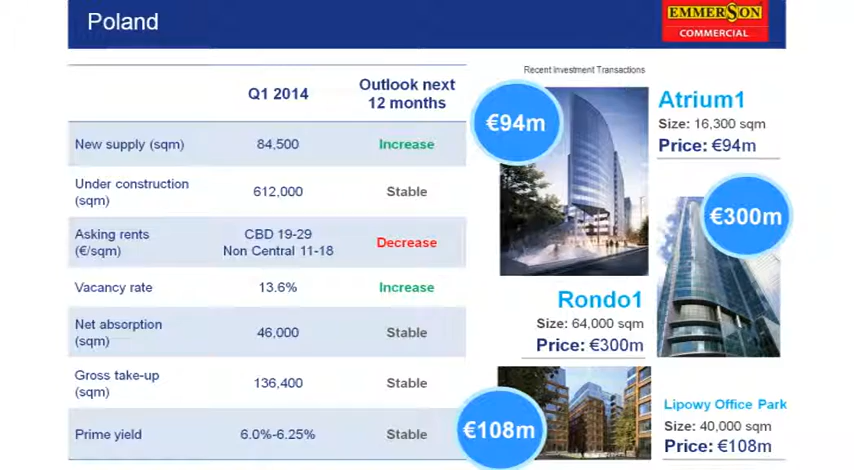 Poland
EMMERSON
COMMERCIAL
Q1 2014
Outlook next
12 months
New supply (sqm)
84,500
Increase
Under construction
(sqm)
612,000
Stable
Asking rents
(€/sqm)
CBD 19-29
Non Central 11-18
Decrease
Vacancy rate
13.6%
Increase
Net absorption
(sqm)
46,000
Stable
Gross take-up
(sqm)
136,400
Stable
Prime yield
6.0%-6.25%
Stable
Recent Investment Transactions
€94m
Atrium1
Size: 16,300 sqm
Price: €94m
€300m
Rondo1
Size: 64,000 sqm
Price: €300m
€108m
Lipowy Office Park
Size: 40,000 sqm
Price: €108m